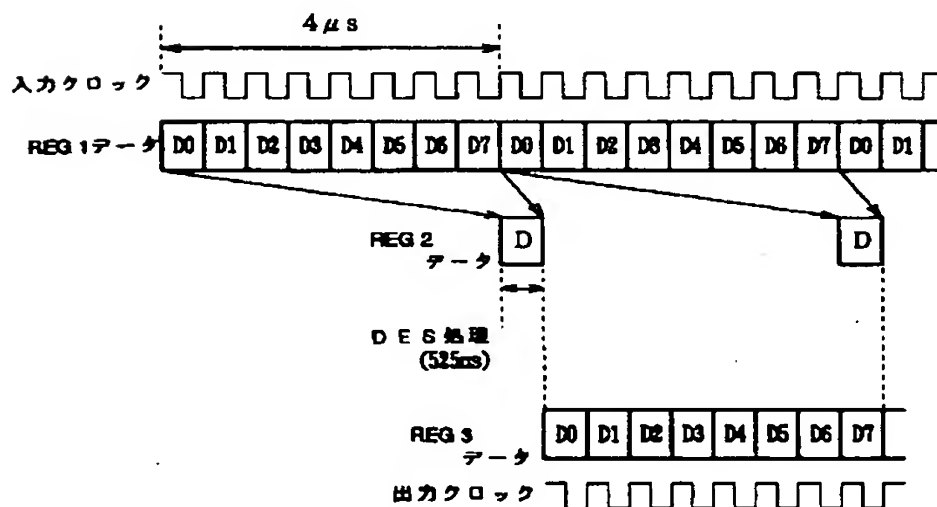 4μs
入力クロック
REG 1データ D0 D1 D2 D3 D4 D5 D6 D7 D0 D1 D2 D3 D4 D5 D6 D7 D0 D1
REG 2 データ D D
DES処理
(525ns)
REG 3 データ D0 D1 D2 D3 D4 D5 D6 D7
出力クロック